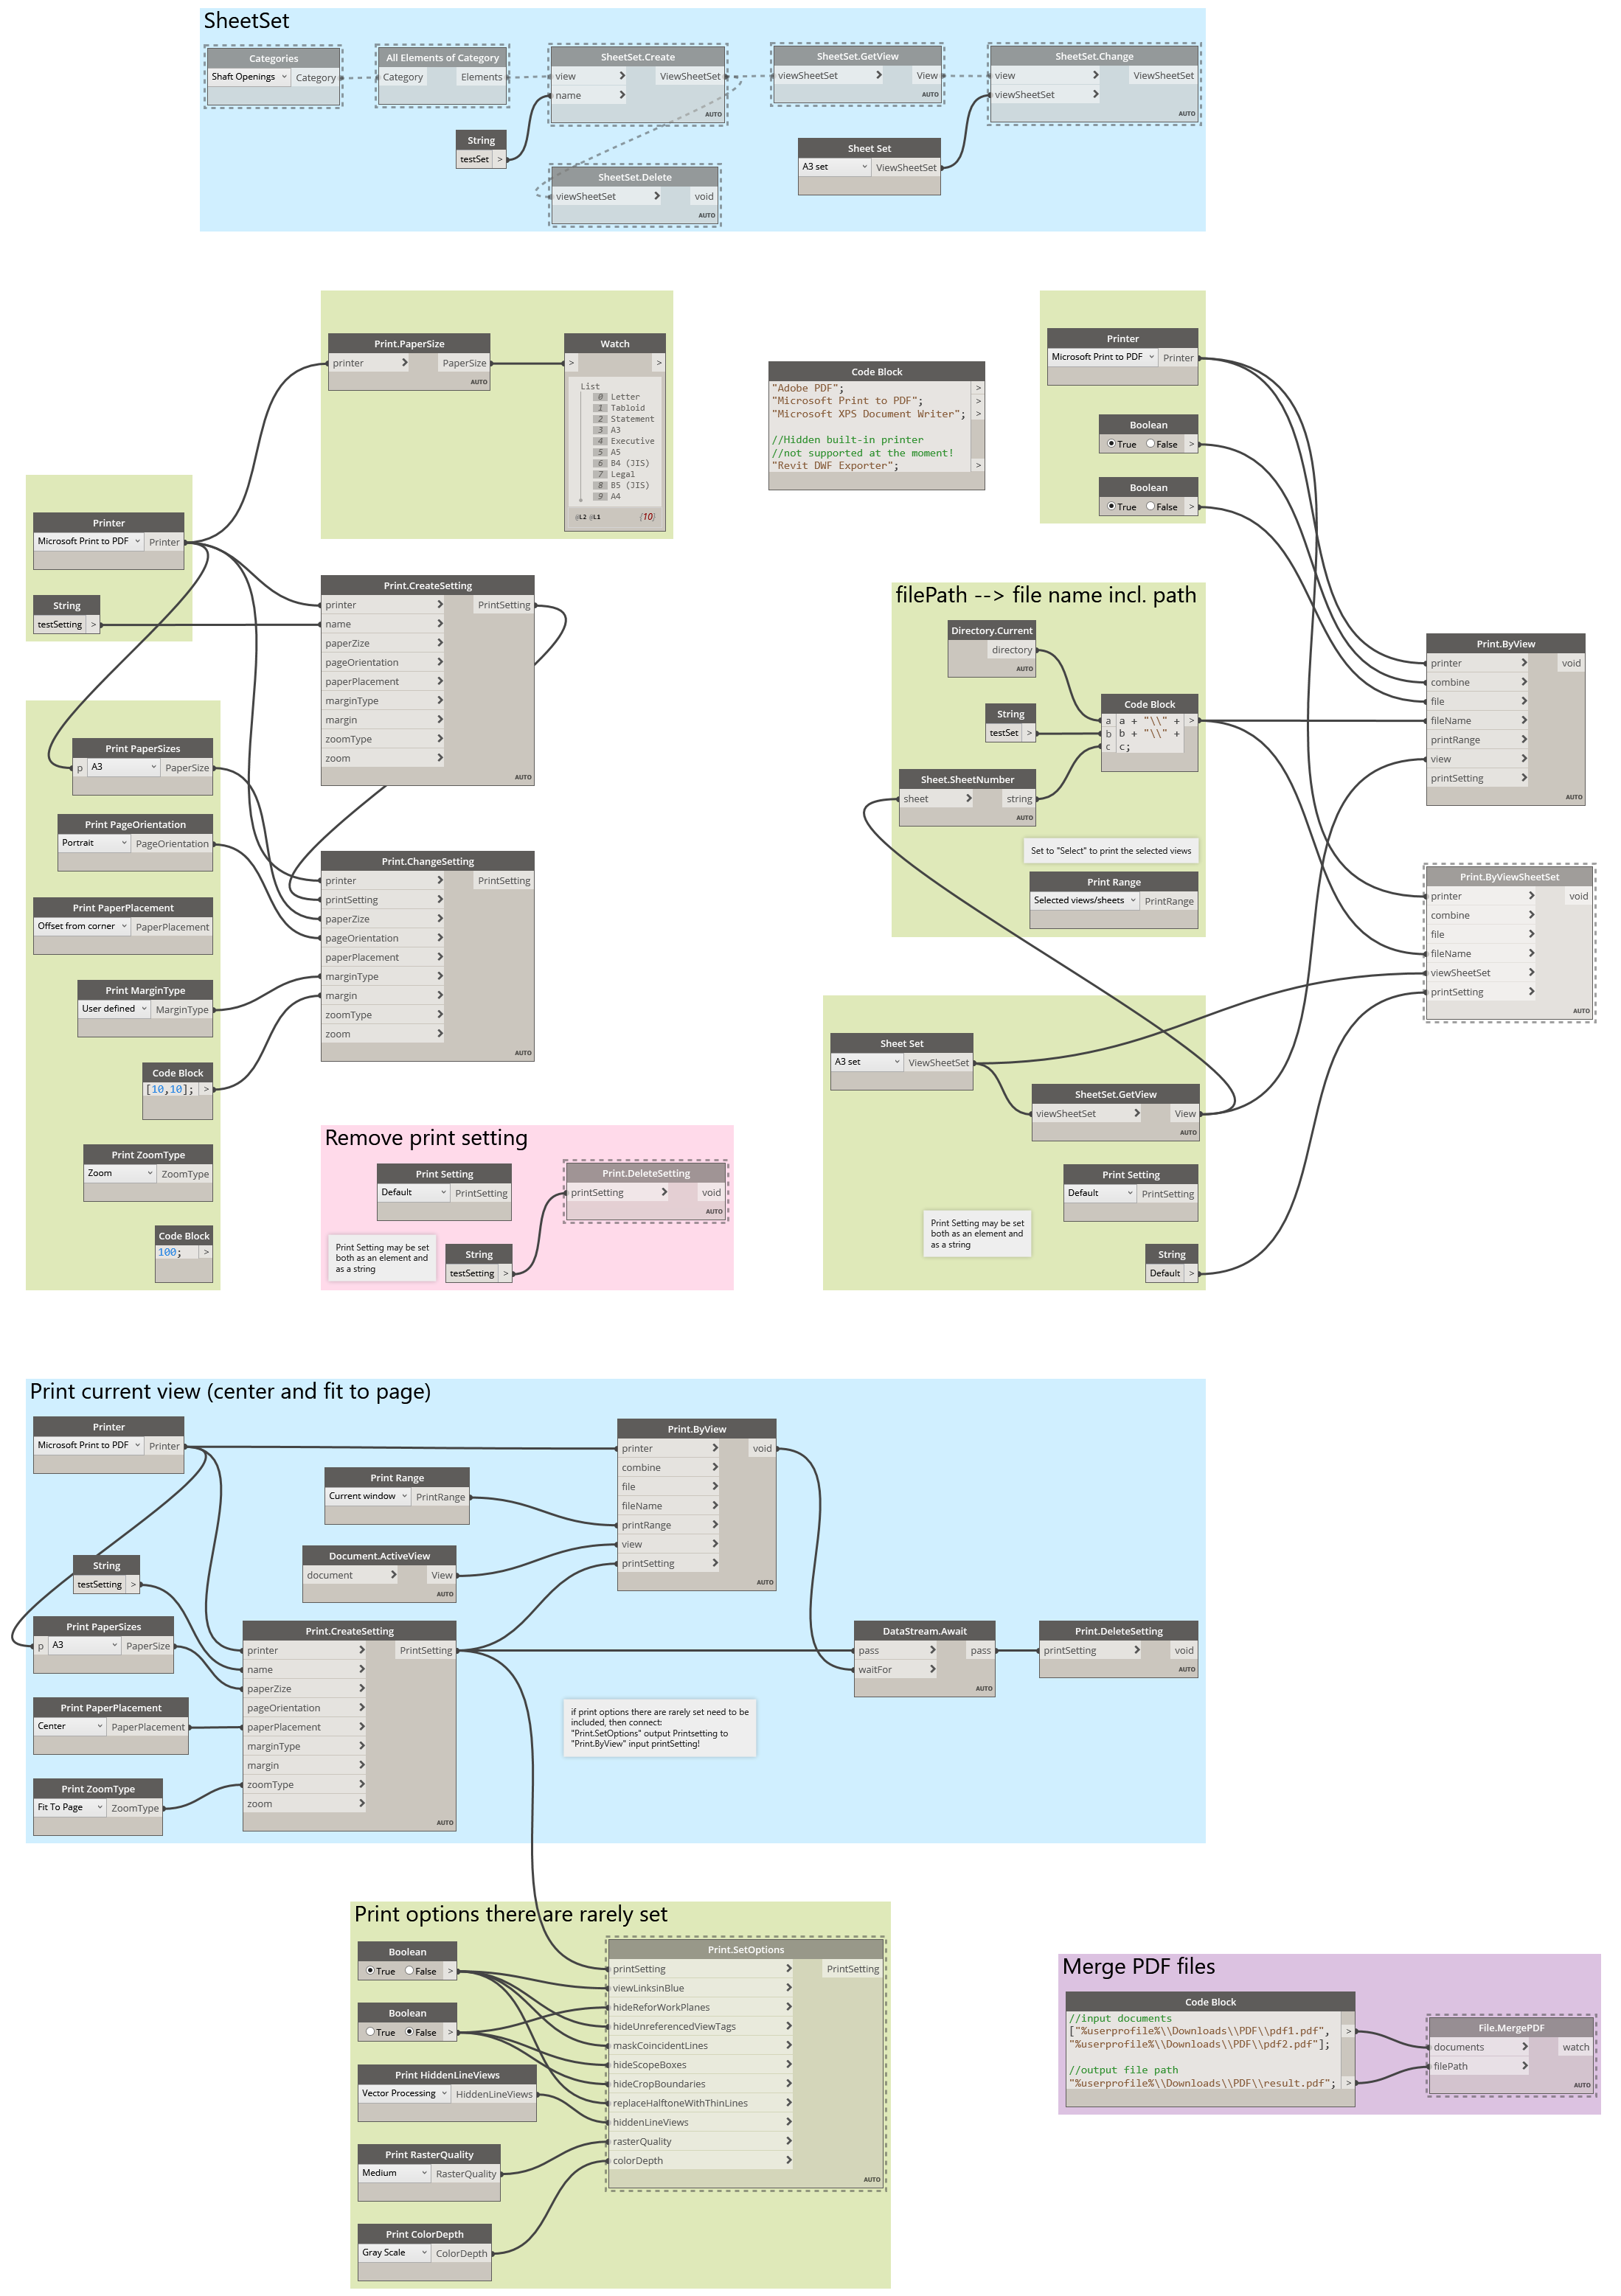 SheetSet
Categories
Shaft Openings Category
All Elements of Category
Category Elements
SheetSet.Create
view > ViewSheetSet
name >
AUTO
SheetSet.GetView
viewSheetSet > View
AUTO
SheetSet.Change
view > ViewSheetSet
viewSheetSet >
AUTO
String
testSet >
SheetSet.Delete
viewSheetSet > void
AUTO
Sheet Set
A3 set ViewSheetSet
Print.PaperSize
printer > PaperSize
AUTO
Watch
> >
List
0 Letter
1 Tabloid
2 Statement
3 A3
4 Executive
5 A5
6 B4 (JIS)
7 Legal
8 B5 (JIS)
9 A4
@L2 @L1 {10}
Code Block
"Adobe PDF"; >
"Microsoft Print to PDF"; >
"Microsoft XPS Document Writer"; >
//Hidden built-in printer
//not supported at the moment!
"Revit DWF Exporter"; >
Printer
Microsoft Print to PDF Printer
Boolean
True False >
Boolean
True False >
Printer
Microsoft Print to PDF Printer
String
testSetting >
Print.CreateSetting
printer > PrintSetting
name >
paperZize >
pageOrientation >
paperPlacement >
marginType >
margin >
zoomType >
zoom >
AUTO
filePath --> file name incl. path
Directory.Current
directory
AUTO
String
testSet >
Code Block
a a + "\\" + >
b b + "\\" +
c c;
Sheet.SheetNumber
sheet > string
AUTO
Set to "Select" to print the selected views
Print Range
Selected views/sheets PrintRange
Print.ByView
printer > void
combine >
file >
fileName >
printRange >
view >
printSetting >
AUTO
Print PaperSizes
p A3 PaperSize
Print PageOrientation
Portrait PageOrientation
Print PaperPlacement
Offset from corner PaperPlacement
Print MarginType
User defined MarginType
Code Block
[10,10]; >
Print ZoomType
Zoom ZoomType
Code Block
100; >
Print.ChangeSetting
printer > PrintSetting
printSetting >
paperZize >
pageOrientation >
paperPlacement >
marginType >
margin >
zoomType >
zoom >
AUTO
Print.ByViewSheetSet
printer > void
combine >
file >
fileName >
viewSheetSet >
printSetting >
AUTO
Sheet Set
A3 set ViewSheetSet
SheetSet.GetView
viewSheetSet > View
AUTO
Print Setting
Default PrintSetting
Print Setting may be set
both as an element and
as a string
String
Default >
Remove print setting
Print Setting
Default PrintSetting
Print.DeleteSetting
printSetting > void
AUTO
Print Setting may be set
both as an element and
as a string
String
testSetting >
Print current view (center and fit to page)
Printer
Microsoft Print to PDF Printer
Print Range
Current window PrintRange
Document.ActiveView
document > View
AUTO
Print.ByView
printer > void
combine >
file >
fileName >
printRange >
view >
printSetting >
AUTO
String
testSetting >
Print PaperSizes
p A3 PaperSize
Print PaperPlacement
Center PaperPlacement
Print ZoomType
Fit To Page ZoomType
Print.CreateSetting
printer > PrintSetting
name >
paperZize >
pageOrientation >
paperPlacement >
marginType >
margin >
zoomType >
zoom >
AUTO
DataStream.Await
pass > pass
waitFor >
AUTO
Print.DeleteSetting
printSetting > void
AUTO
if print options there are rarely set need to be
included, then connect:
"Print.SetOptions" output Printsetting to
"Print.ByView" input printSetting!
Print options there are rarely set
Boolean
True False >
Boolean
True False >
Print HiddenLineViews
Vector Processing HiddenLineViews
Print RasterQuality
Medium RasterQuality
Print ColorDepth
Gray Scale ColorDepth
Print.SetOptions
printSetting > PrintSetting
viewLinksinBlue >
hideReforWorkPlanes >
hideUnreferencedViewTags >
maskCoincidentLines >
hideScopeBoxes >
hideCropBoundaries >
replaceHalftoneWithThinLines >
hiddenLineViews >
rasterQuality >
colorDepth >
AUTO
Merge PDF files
Code Block
//input documents
["%userprofile%\\Downloads\\PDF\\pdf1.pdf", >
"%userprofile%\\Downloads\\PDF\\pdf2.pdf"];
//output file path
"%userprofile%\\Downloads\\PDF\\result.pdf"; >
File.MergePDF
documents > watch
filePath >
AUTO